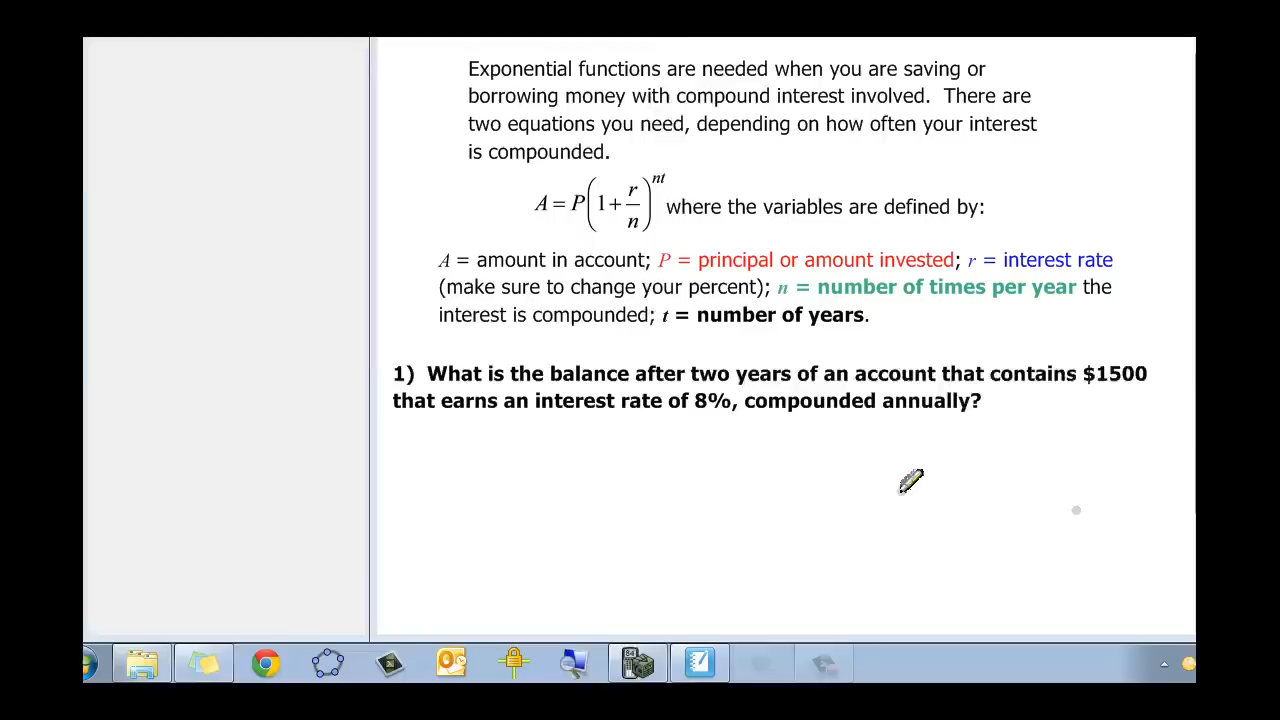 Exponential functions are needed when you are saving or
borrowing money with compound interest involved.  There are
two equations you need, depending on how often your interest
is compounded.
A = P(1 + r/n)^nt where the variables are defined by:
A = amount in account; P = principal or amount invested; r = interest rate
(make sure to change your percent); n = number of times per year the
interest is compounded; t = number of years.
1)  What is the balance after two years of an account that contains $1500
that earns an interest rate of 8%, compounded annually?
84